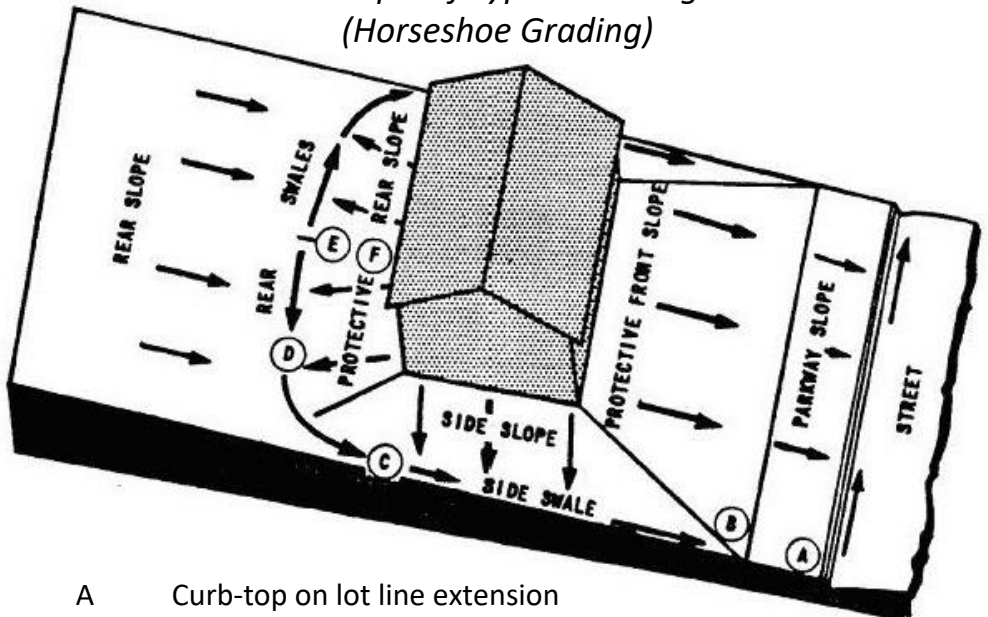 (Horseshoe Grading)
REAR SLOPE
SWALES
REAR
REAR SLOPE
PROTECTIVE
E
F
D
C
SIDE SLOPE
SIDE SWALE
PROTECTIVE FRONT SLOPE
PARKWAY SLOPE
STREET
B
A
A Curb-top on lot line extension